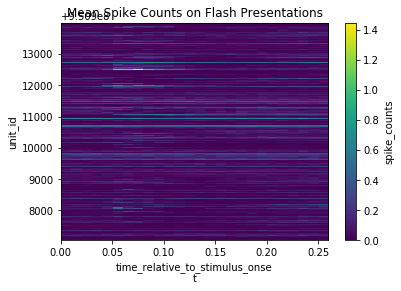 Mean Spike Counts on Flash Presentations
+9.509e8
13000
12000
11000
10000
9000
8000
unit_id
0.00 0.05 0.10 0.15 0.20 0.25
time_relative_to_stimulus_onse
t
1.4
1.2
1.0
0.8
0.6
0.4
0.2
0.0
spike_counts